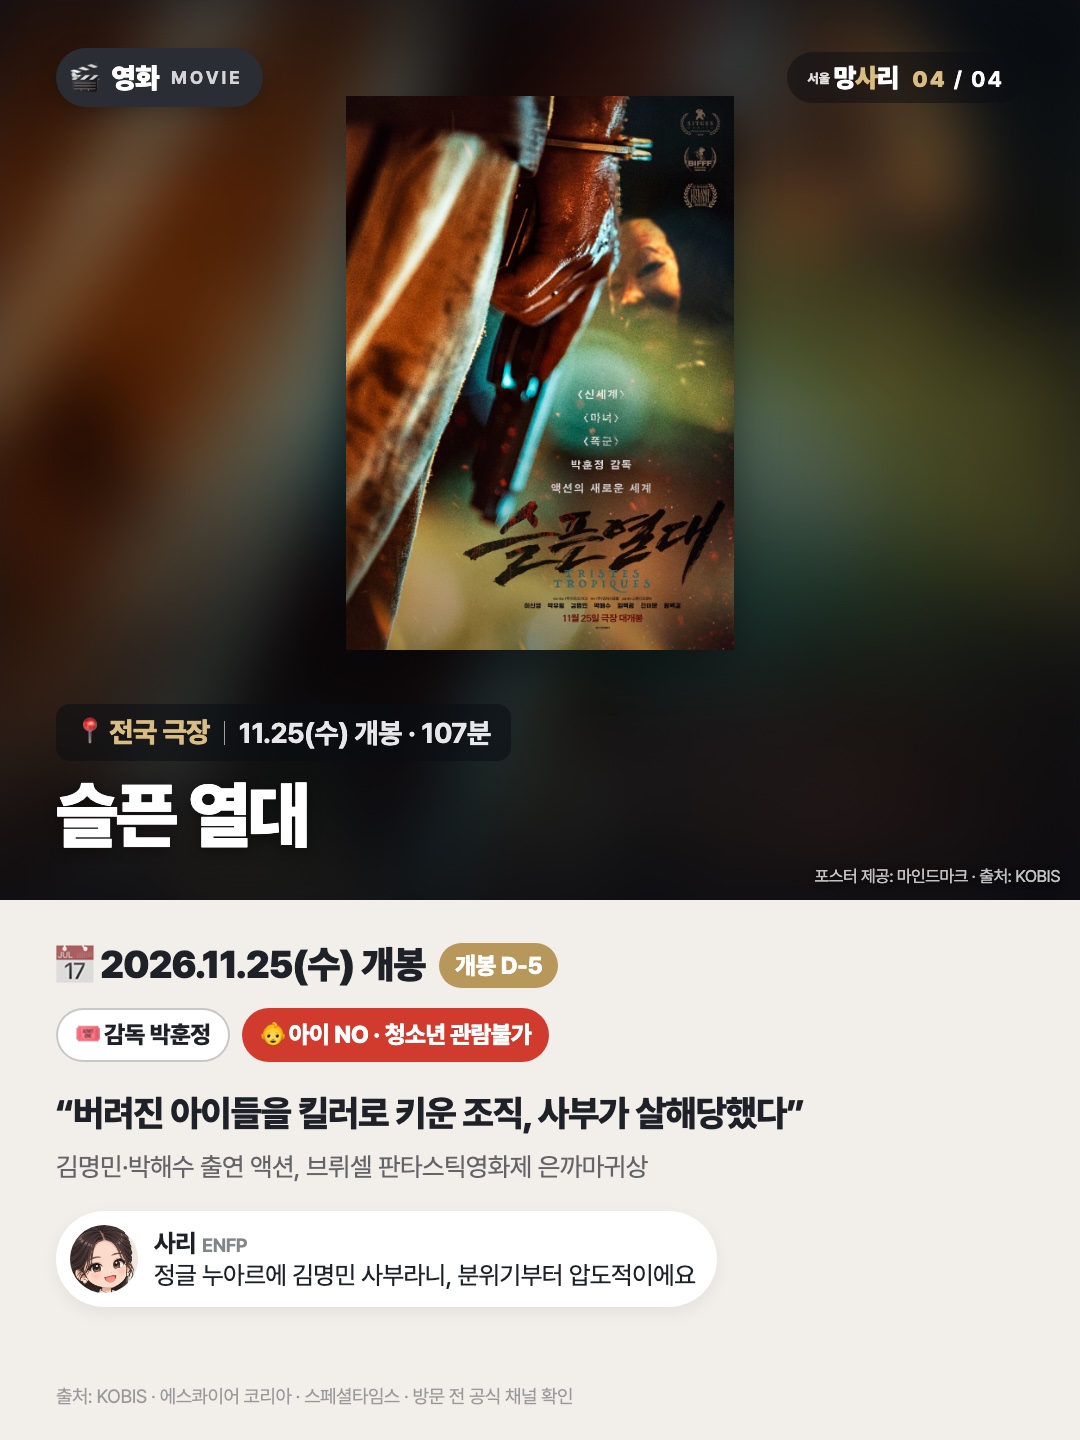 영화 MOVIE
서울 망사리 04 / 04
SITGES
BIFFF
〈신세계〉
〈마녀〉
〈폭군〉
박훈정 감독
액션의 새로운 세계
슬픈열대
TRISTES
TROPIQUES
11월 25일 극장 대개봉
전국 극장 | 11.25(수) 개봉 · 107분
슬픈 열대
포스터 제공: 마인드마크 · 출처: KOBIS
JUL
17
2026.11.25(수) 개봉 개봉 D-5
감독 박훈정 아이 NO · 청소년 관람불가
“버려진 아이들을 킬러로 키운 조직, 사부가 살해당했다”
김명민·박해수 출연 액션, 브뤼셀 판타스틱영화제 은까마귀상
사리 ENFP
정글 누아르에 김명민 사부라니, 분위기부터 압도적이에요
출처: KOBIS · 에스콰이어 코리아 · 스페셜타임스 · 방문 전 공식 채널 확인